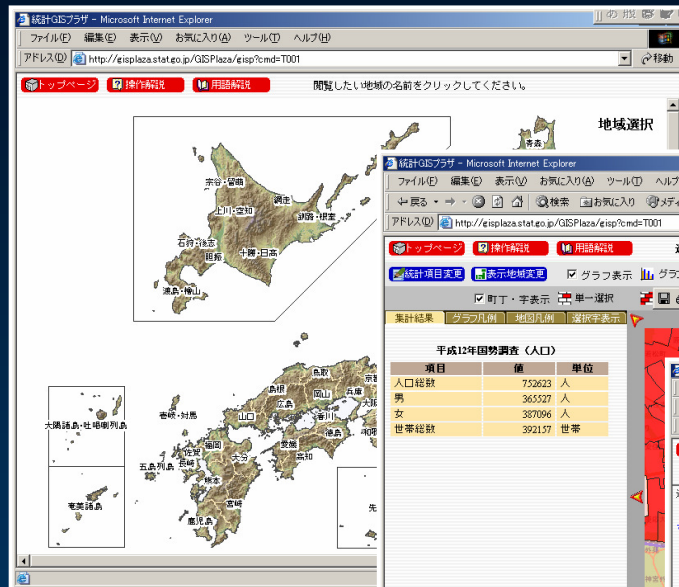 統計GISプラザ - Microsoft Internet Explorer
ファイル(F) 編集(E) 表示(V) お気に入り(A) ツール(T) ヘルプ(H)
アドレス(D) http://gisplaza.stat.go.jp/GISPlaza/gisp?cmd=T001 移動
トップページ 操作解説 用語解説 閲覧したい地域の名前をクリックしてください。
地域選択
青森
宗谷・留萌
網走
上川・空知
釧路・根室
石狩・後志
十勝・日高
胆振
渡島・檜山
鳥取
島根
岡山
兵庫
広島
山口
香川
徳島
愛媛
高知
壱岐・対馬
福岡
佐賀
大分
長崎
五島列島
熊本
宮崎
鹿児島
大隅諸島・吐噶喇列島
奄美諸島
統計GISプラザ - Microsoft Internet Explorer
ファイル(F) 編集(E) 表示(V) お気に入り(A) ツール(T) ヘルプ
戻る 検索 お気に入り メディ
アドレス(D) http://gisplaza.stat.go.jp/GISPlaza/gisp?cmd=T001
トップページ 操作解説 用語解説
統計項目変更 表示地域変更 グラフ表示 グラ
町丁・字表示 単一選択
集計結果 グラフ凡例 地図凡例 選択字表示
平成12年国勢調査（人口）
項目 値 単位
人口総数 752623 人
男 365527 人
女 387096 人
世帯総数 392157 世帯